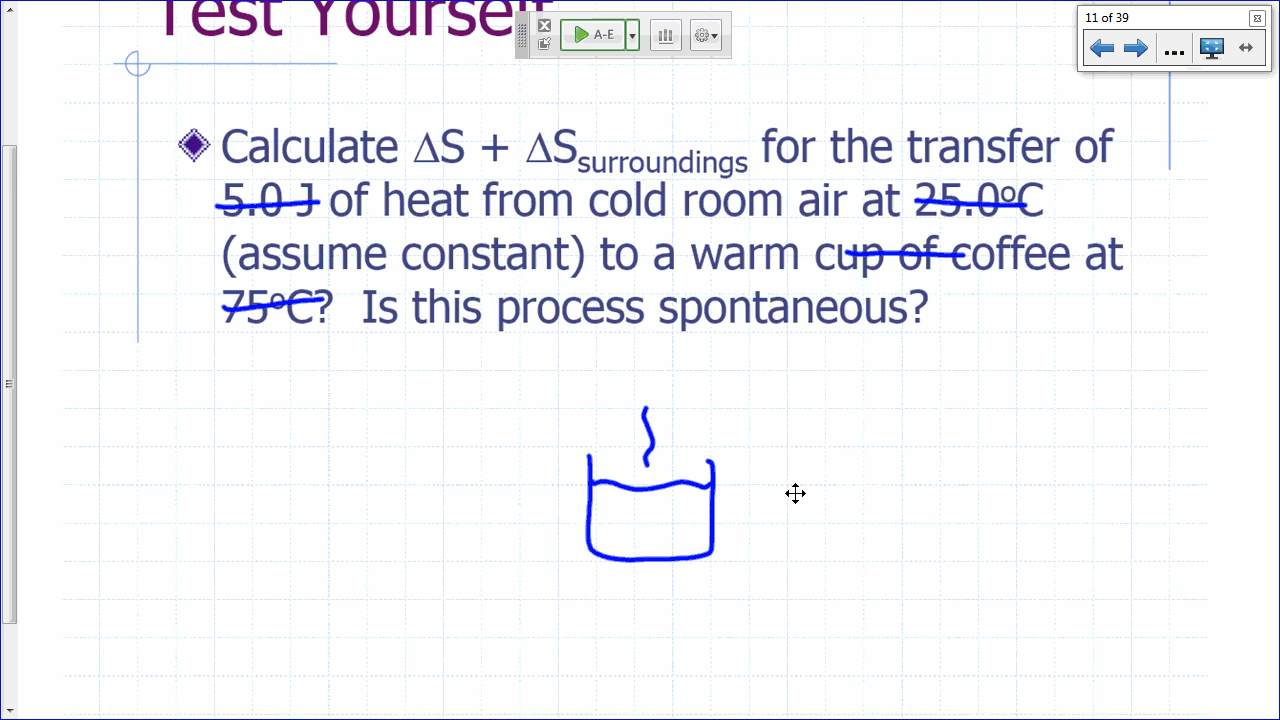 Test Yourself
A-E
11 of 39
Calculate ΔS + ΔSsurroundings for the transfer of
5.0 J of heat from cold room air at 25.0ºC
(assume constant) to a warm cup of coffee at
75ºC? Is this process spontaneous?